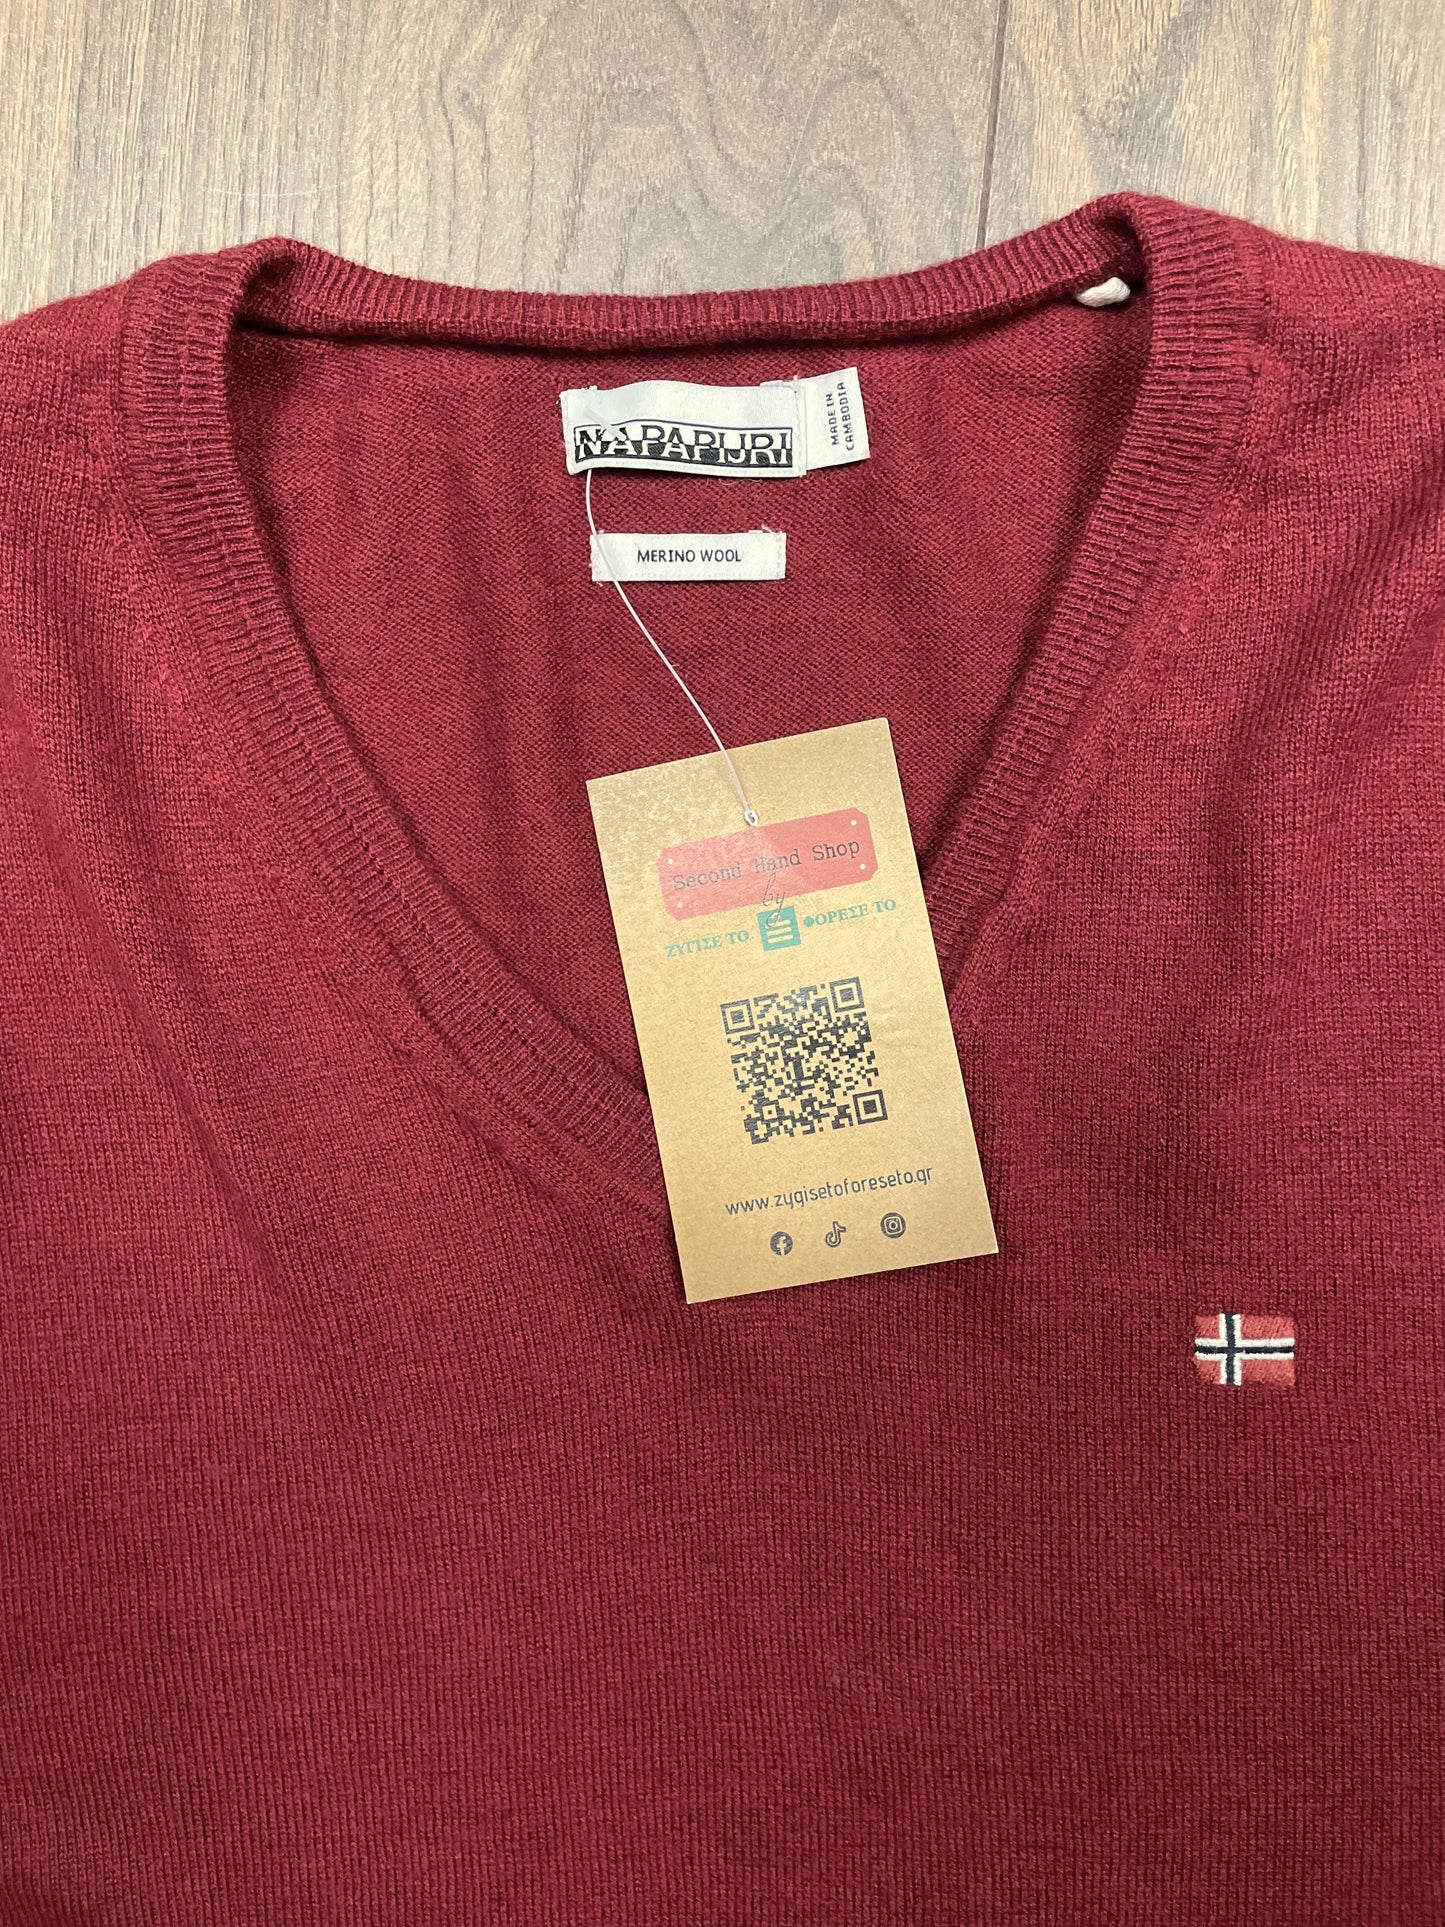 NAPAPIJRI
MADE IN
CAMBODIA
MERINO WOOL
Second Hand Shop
by
ΖΥΓΙΣΕ ΤΟ ΦΟΡΕΣΕ ΤΟ
www.zygisetoforeseto.gr